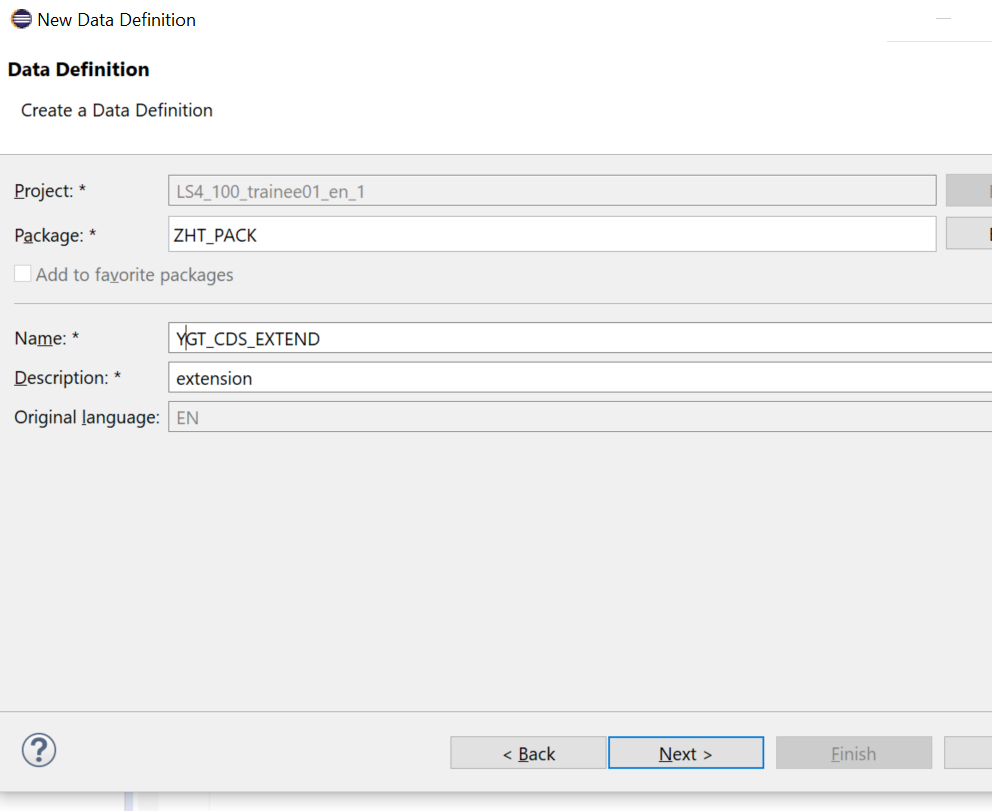 New Data Definition
Data Definition
Create a Data Definition
Project: * LS4_100_trainee01_en_1
Package: * ZHT_PACK
Add to favorite packages
Name: * YGT_CDS_EXTEND
Description: * extension
Original language: EN
? < Back Next > Finish